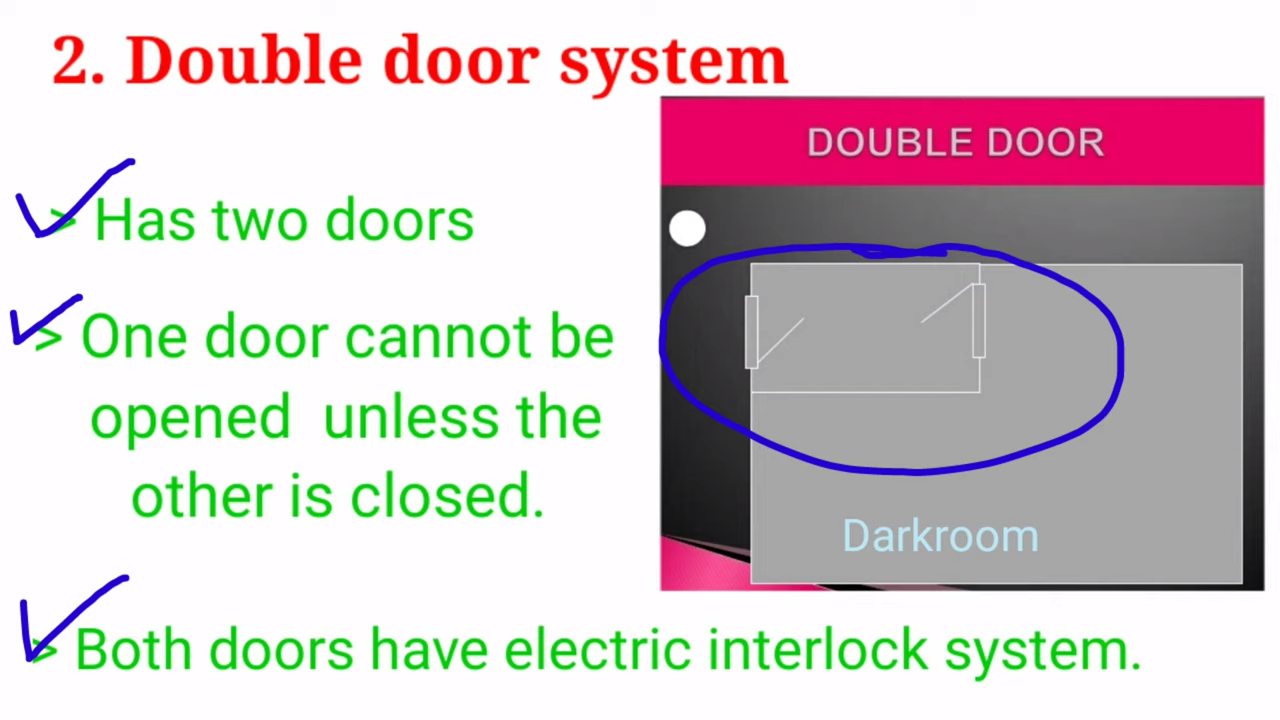 2. Double door system
DOUBLE DOOR
> Has two doors
> One door cannot be
opened unless the
other is closed.
Darkroom
> Both doors have electric interlock system.